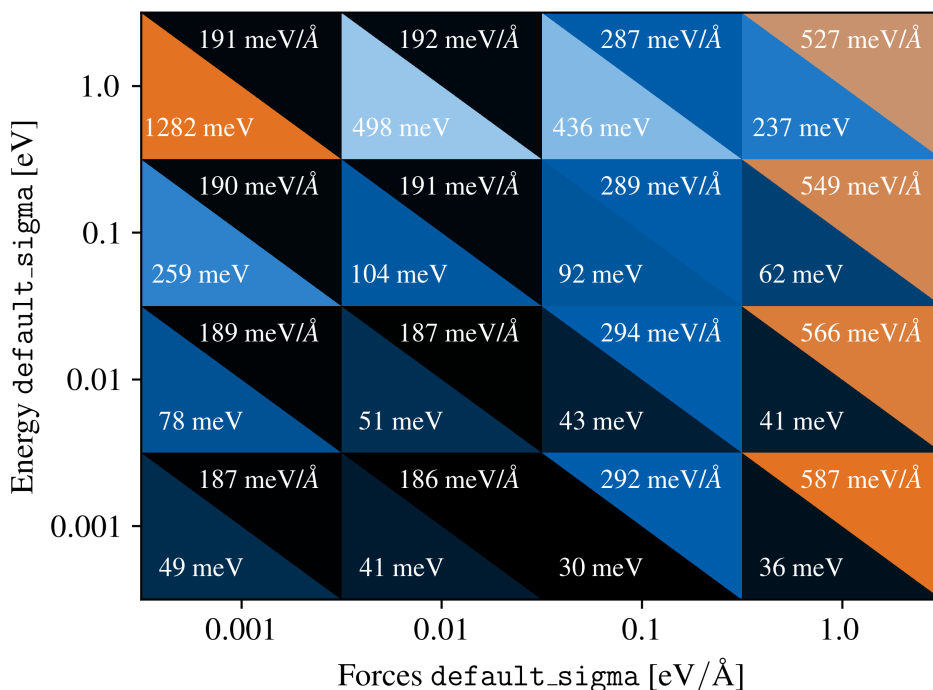 191 meV/Å 192 meV/Å 287 meV/Å 527 meV/Å
1.0
1282 meV 498 meV 436 meV 237 meV
190 meV/Å 191 meV/Å 289 meV/Å 549 meV/Å
0.1
259 meV 104 meV 92 meV 62 meV
189 meV/Å 187 meV/Å 294 meV/Å 566 meV/Å
0.01
78 meV 51 meV 43 meV 41 meV
187 meV/Å 186 meV/Å 292 meV/Å 587 meV/Å
0.001
49 meV 41 meV 30 meV 36 meV
Energy default_sigma [eV]
0.001 0.01 0.1 1.0
Forces default_sigma [eV/Å]